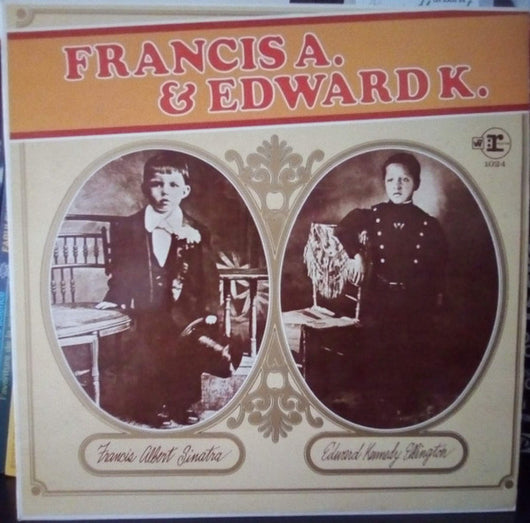 FRANCIS A.
& EDWARD K.
r
1024
Francis Albert Sinatra
Edward Kennedy Ellington